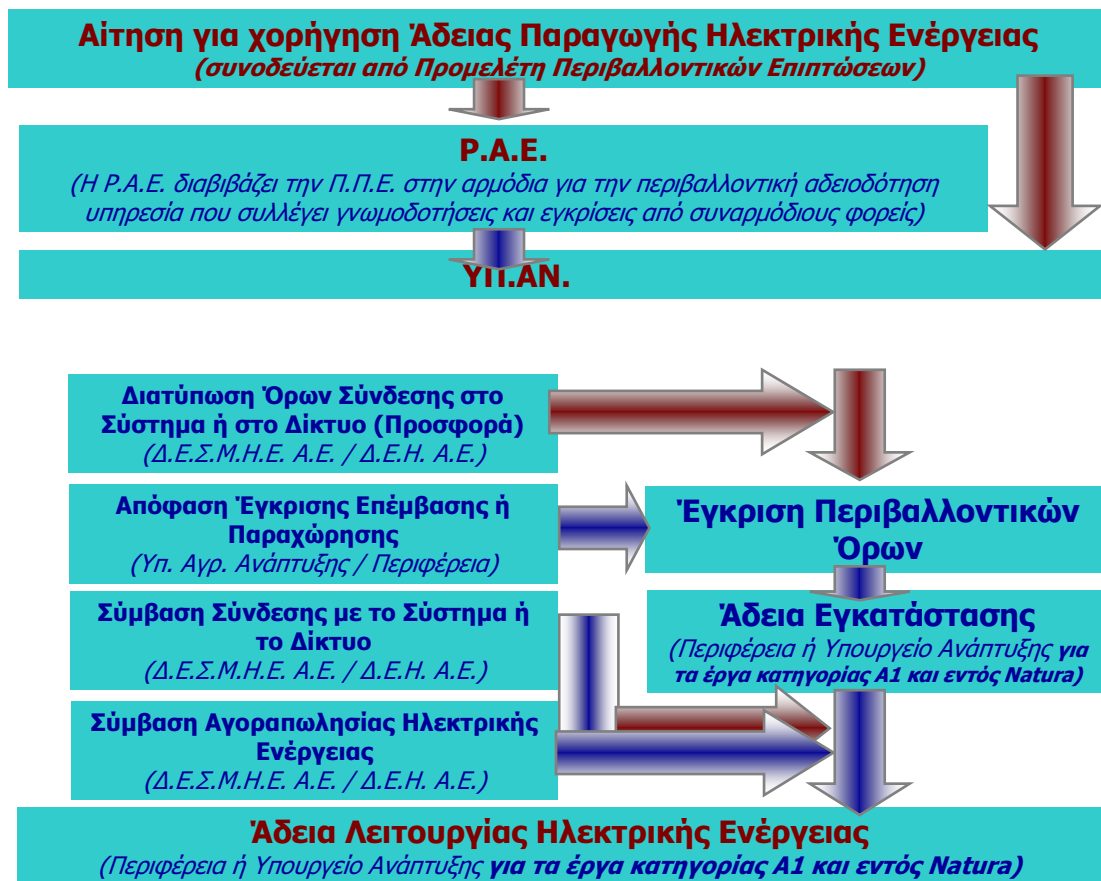 Αίτηση για χορήγηση Άδειας Παραγωγής Ηλεκτρικής Ενέργειας
(συνοδεύεται από Προμελέτη Περιβαλλοντικών Επιπτώσεων)
Ρ.Α.Ε.
(Η Ρ.Α.Ε. διαβιβάζει την Π.Π.Ε. στην αρμόδια για την περιβαλλοντική αδειοδότηση
υπηρεσία που συλλέγει γνωμοδοτήσεις και εγκρίσεις από συναρμόδιους φορείς)
ΥΠ.ΑΝ.
Διατύπωση Όρων Σύνδεσης στο
Σύστημα ή στο Δίκτυο (Προσφορά)
(Δ.Ε.Σ.Μ.Η.Ε. Α.Ε. / Δ.Ε.Η. Α.Ε.)
Απόφαση Έγκρισης Επέμβασης ή
Παραχώρησης
(Υπ. Αγρ. Ανάπτυξης / Περιφέρεια)
Έγκριση Περιβαλλοντικών
Όρων
Σύμβαση Σύνδεσης με το Σύστημα ή
το Δίκτυο
(Δ.Ε.Σ.Μ.Η.Ε. Α.Ε. / Δ.Ε.Η. Α.Ε.)
Άδεια Εγκατάστασης
(Περιφέρεια ή Υπουργείο Ανάπτυξης για
τα έργα κατηγορίας Α1 και εντός Natura)
Σύμβαση Αγοραπωλησίας Ηλεκτρικής
Ενέργειας
(Δ.Ε.Σ.Μ.Η.Ε. Α.Ε. / Δ.Ε.Η. Α.Ε.)
Άδεια Λειτουργίας Ηλεκτρικής Ενέργειας
(Περιφέρεια ή Υπουργείο Ανάπτυξης για τα έργα κατηγορίας Α1 και εντός Natura)